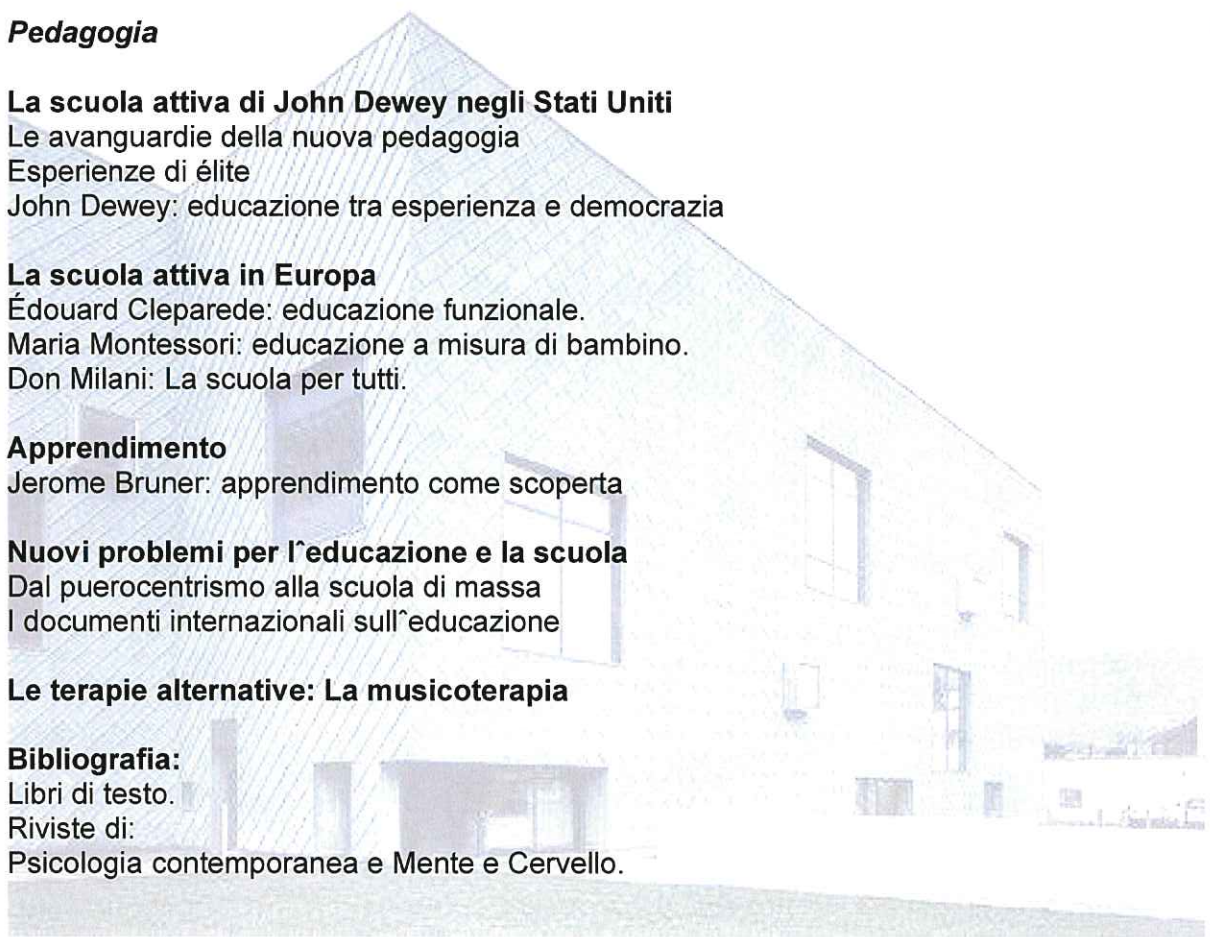 Pedagogia
La scuola attiva di John Dewey negli Stati Uniti
Le avanguardie della nuova pedagogia
Esperienze di élite
John Dewey: educazione tra esperienza e democrazia
La scuola attiva in Europa
Édouard Cleparede: educazione funzionale.
Maria Montessori: educazione a misura di bambino.
Don Milani: La scuola per tutti.
Apprendimento
Jerome Bruner: apprendimento come scoperta
Nuovi problemi per l^educazione e la scuola
Dal puerocentrismo alla scuola di massa
I documenti internazionali sull^educazione
Le terapie alternative: La musicoterapia
Bibliografia:
Libri di testo.
Riviste di:
Psicologia contemporanea e Mente e Cervello.